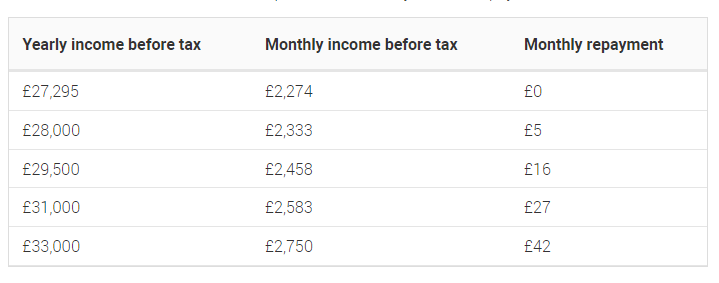 Yearly income before tax Monthly income before tax Monthly repayment
£27,295 £2,274 £0
£28,000 £2,333 £5
£29,500 £2,458 £16
£31,000 £2,583 £27
£33,000 £2,750 £42